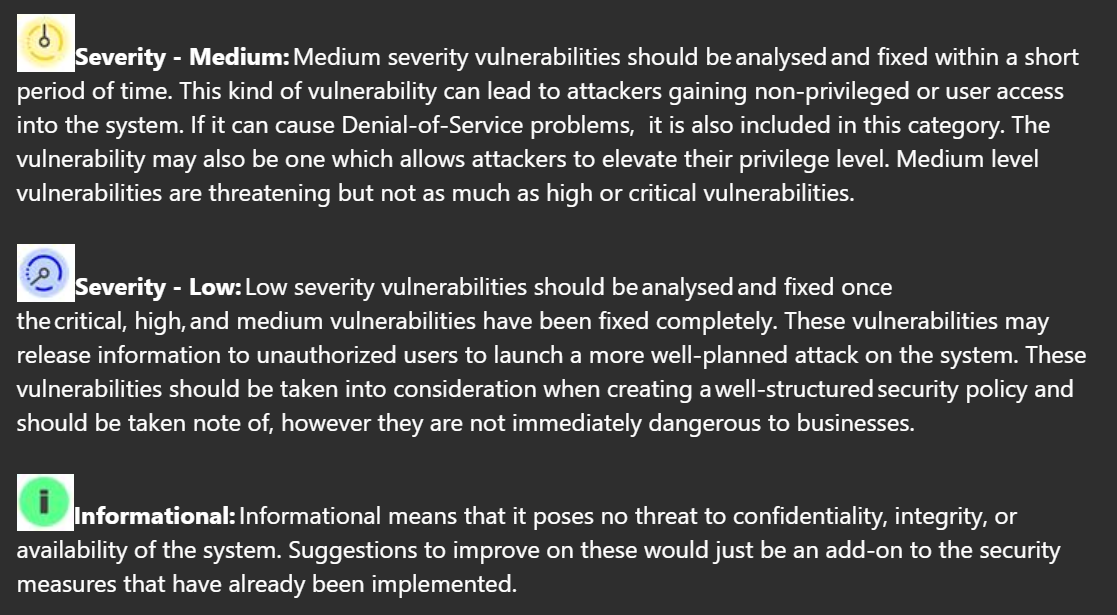 Severity - Medium: Medium severity vulnerabilities should be analysed and fixed within a short
period of time. This kind of vulnerability can lead to attackers gaining non-privileged or user access
into the system. If it can cause Denial-of-Service problems,  it is also included in this category. The
vulnerability may also be one which allows attackers to elevate their privilege level. Medium level
vulnerabilities are threatening but not as much as high or critical vulnerabilities.
Severity - Low: Low severity vulnerabilities should be analysed and fixed once
the critical, high, and medium vulnerabilities have been fixed completely. These vulnerabilities may
release information to unauthorized users to launch a more well-planned attack on the system. These
vulnerabilities should be taken into consideration when creating a well-structured security policy and
should be taken note of, however they are not immediately dangerous to businesses.
i
Informational: Informational means that it poses no threat to confidentiality, integrity, or
availability of the system. Suggestions to improve on these would just be an add-on to the security
measures that have already been implemented.